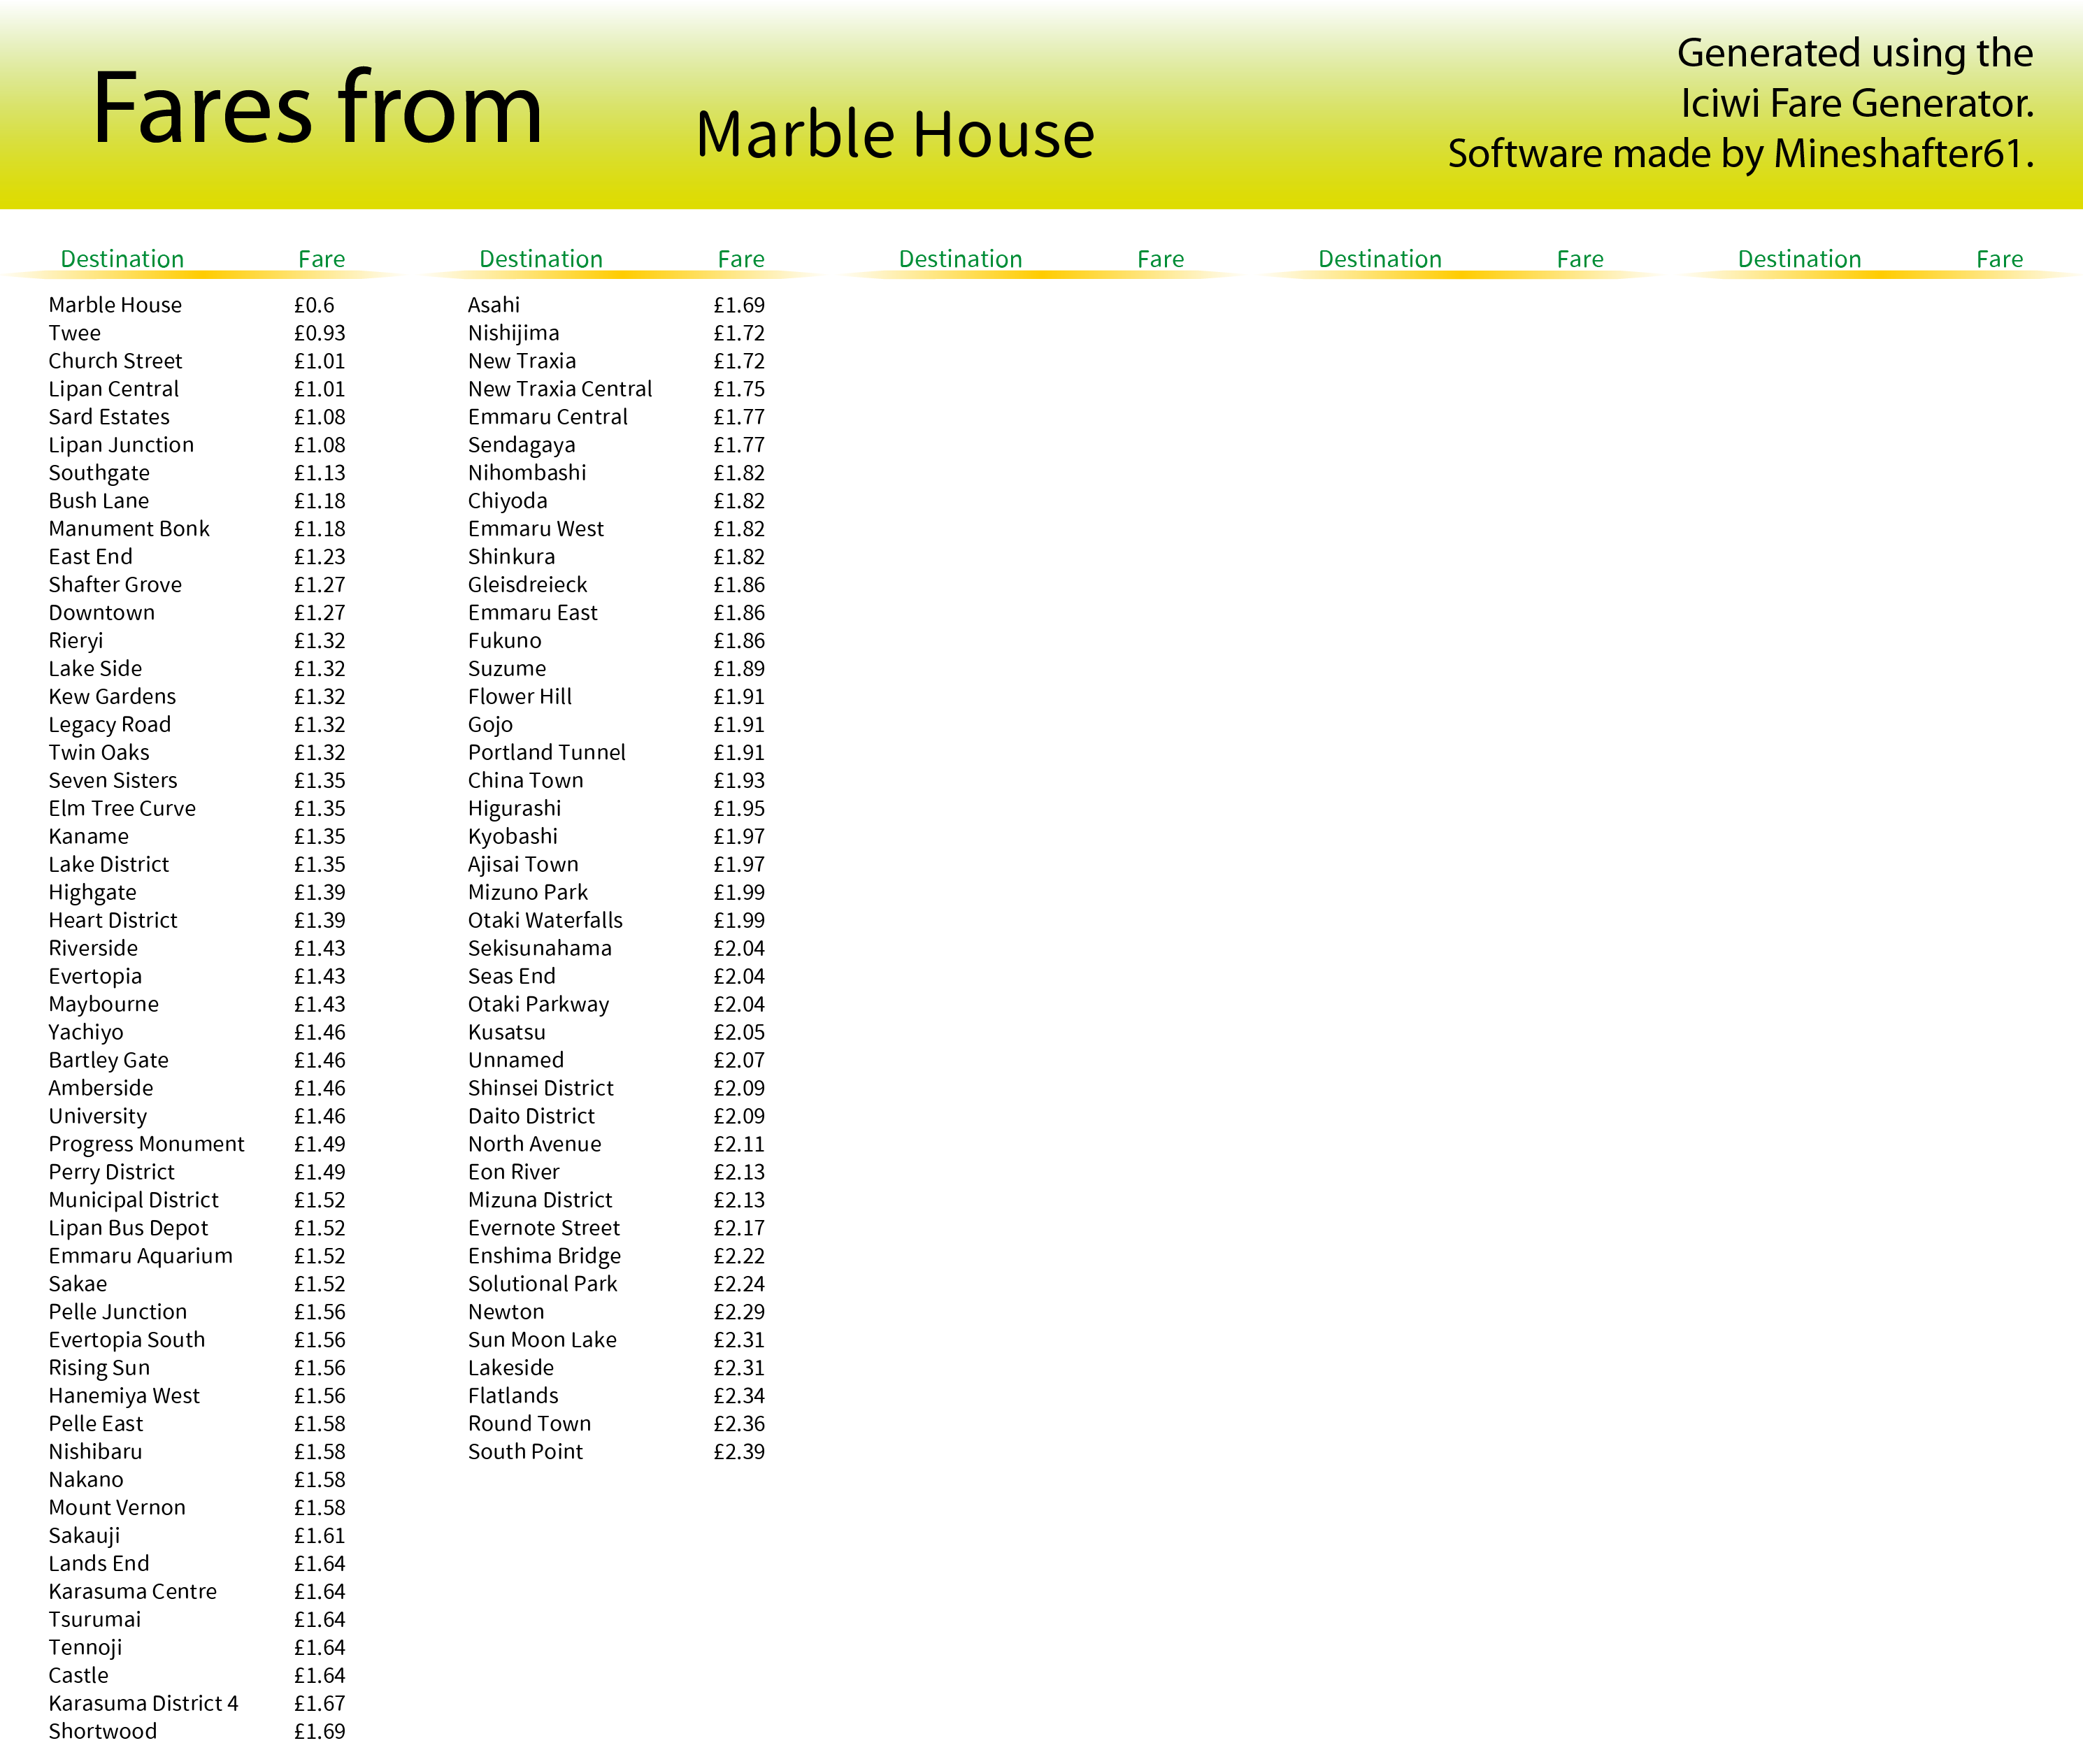 Fares from
Marble House
Generated using the
Iciwi Fare Generator.
Software made by Mineshafter61.
Destination Fare Destination Fare Destination Fare Destination Fare Destination Fare
Marble House £0.6
Twee £0.93
Church Street £1.01
Lipan Central £1.01
Sard Estates £1.08
Lipan Junction £1.08
Southgate £1.13
Bush Lane £1.18
Manument Bonk £1.18
East End £1.23
Shafter Grove £1.27
Downtown £1.27
Rieryi £1.32
Lake Side £1.32
Kew Gardens £1.32
Legacy Road £1.32
Twin Oaks £1.32
Seven Sisters £1.35
Elm Tree Curve £1.35
Kaname £1.35
Lake District £1.35
Highgate £1.39
Heart District £1.39
Riverside £1.43
Evertopia £1.43
Maybourne £1.43
Yachiyo £1.46
Bartley Gate £1.46
Amberside £1.46
University £1.46
Progress Monument £1.49
Perry District £1.49
Municipal District £1.52
Lipan Bus Depot £1.52
Emmaru Aquarium £1.52
Sakae £1.52
Pelle Junction £1.56
Evertopia South £1.56
Rising Sun £1.56
Hanemiya West £1.56
Pelle East £1.58
Nishibaru £1.58
Nakano £1.58
Mount Vernon £1.58
Sakauji £1.61
Lands End £1.64
Karasuma Centre £1.64
Tsurumai £1.64
Tennoji £1.64
Castle £1.64
Karasuma District 4 £1.67
Shortwood £1.69
Asahi £1.69
Nishijima £1.72
New Traxia £1.72
New Traxia Central £1.75
Emmaru Central £1.77
Sendagaya £1.77
Nihombashi £1.82
Chiyoda £1.82
Emmaru West £1.82
Shinkura £1.82
Gleisdreieck £1.86
Emmaru East £1.86
Fukuno £1.86
Suzume £1.89
Flower Hill £1.91
Gojo £1.91
Portland Tunnel £1.91
China Town £1.93
Higurashi £1.95
Kyobashi £1.97
Ajisai Town £1.97
Mizuno Park £1.99
Otaki Waterfalls £1.99
Sekisunahama £2.04
Seas End £2.04
Otaki Parkway £2.04
Kusatsu £2.05
Unnamed £2.07
Shinsei District £2.09
Daito District £2.09
North Avenue £2.11
Eon River £2.13
Mizuna District £2.13
Evernote Street £2.17
Enshima Bridge £2.22
Solutional Park £2.24
Newton £2.29
Sun Moon Lake £2.31
Lakeside £2.31
Flatlands £2.34
Round Town £2.36
South Point £2.39